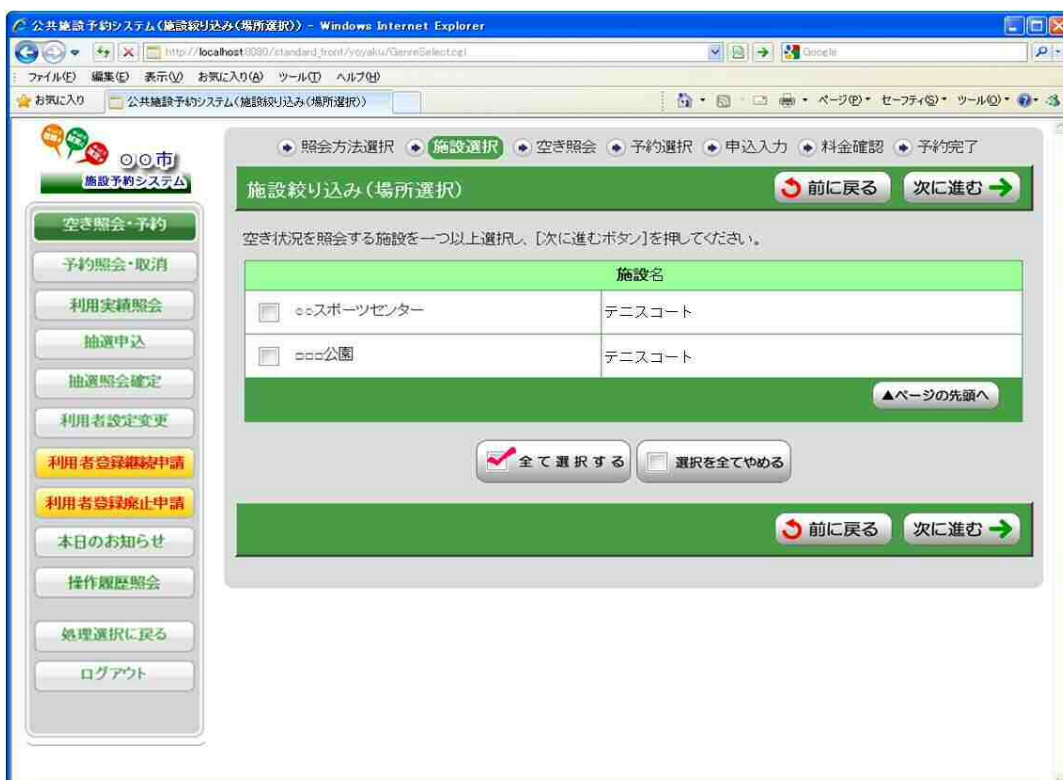 公共施設予約システム(施設絞り込み(場所選択)) - Windows Internet Explorer
http://localhost:8080/standard_front/yoyaku/GenreSelect.cgi
Google
ファイル(F) 編集(E) 表示(V) お気に入り(A) ツール(T) ヘルプ(H)
お気に入り 公共施設予約システム(施設絞り込み(場所選択)) ページ(P) セーフティ(S) ツール(O)
○○市
施設予約システム
照会方法選択 施設選択 空き照会 予約選択 申込入力 料金確認 予約完了
施設絞り込み(場所選択) 前に戻る 次に進む
空き照会・予約
予約照会・取消
利用実績照会
抽選申込
抽選照会確定
利用者設定変更
利用者登録継続申請
利用者登録廃止申請
本日のお知らせ
操作履歴照会
処理選択に戻る
ログアウト
空き状況を照会する施設を一つ以上選択し、[次に進むボタン]を押してください。
施設名
○○スポーツセンター テニスコート
□□□公園 テニスコート
▲ページの先頭へ
全て選択する 選択を全てやめる
前に戻る 次に進む